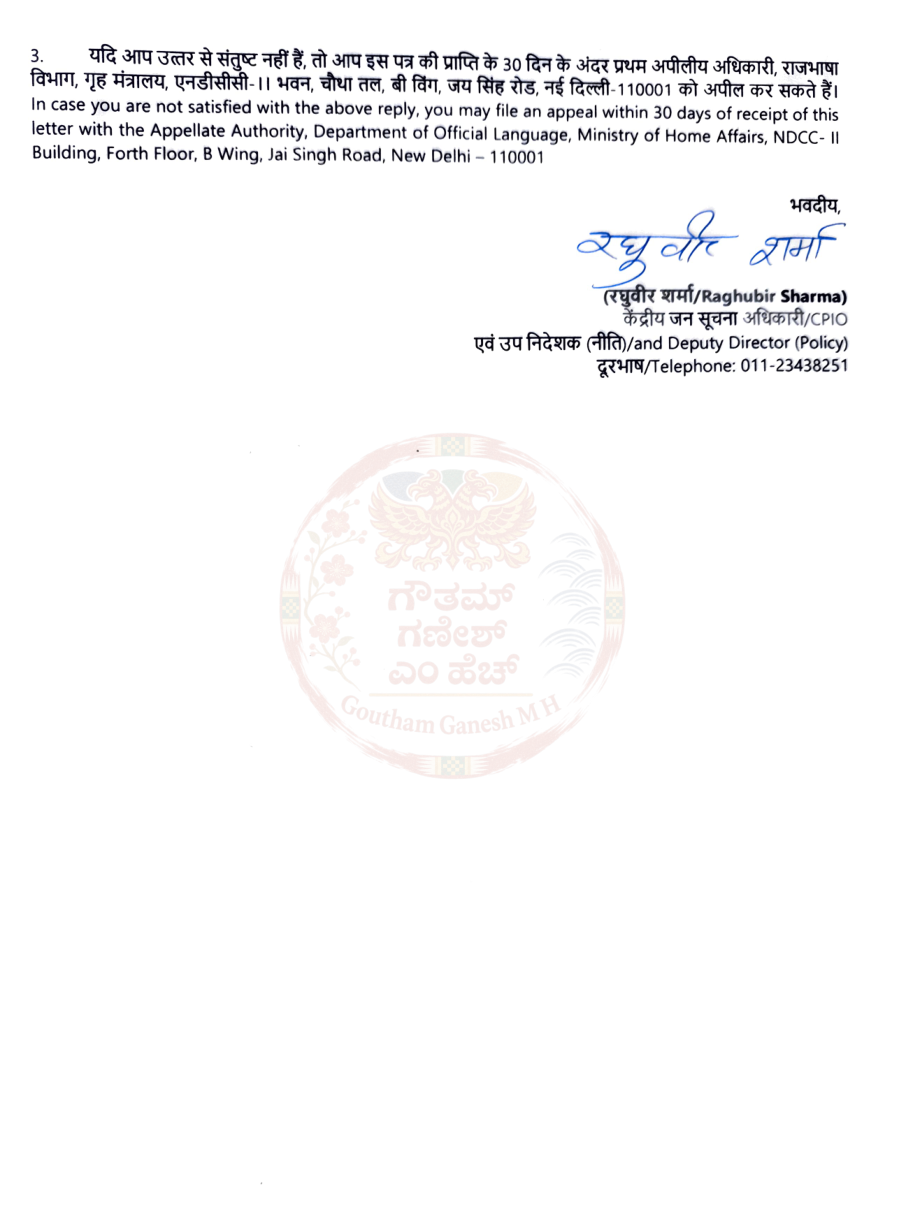 3. यदि आप उत्तर से संतुष्ट नहीं हैं, तो आप इस पत्र की प्राप्ति के 30 दिन के अंदर प्रथम अपीलीय अधिकारी, राजभाषा
विभाग, गृह मंत्रालय, एनडीसीसी-।। भवन, चौथा तल, बी विंग, जय सिंह रोड, नई दिल्ली-110001 को अपील कर सकते हैं।
In case you are not satisfied with the above reply, you may file an appeal within 30 days of receipt of this
letter with the Appellate Authority, Department of Official Language, Ministry of Home Affairs, NDCC- II
Building, Forth Floor, B Wing, Jai Singh Road, New Delhi – 110001
भवदीय,
रघुवीर शर्मा
(रघुवीर शर्मा/Raghubir Sharma)
केंद्रीय जन सूचना अधिकारी/CPIO
एवं उप निदेशक (नीति)/and Deputy Director (Policy)
दूरभाष/Telephone: 011-23438251
ಗೌತಮ್
ಗಣೇಶ್
ಎಂ ಹೆಚ್
Goutham Ganesh M H